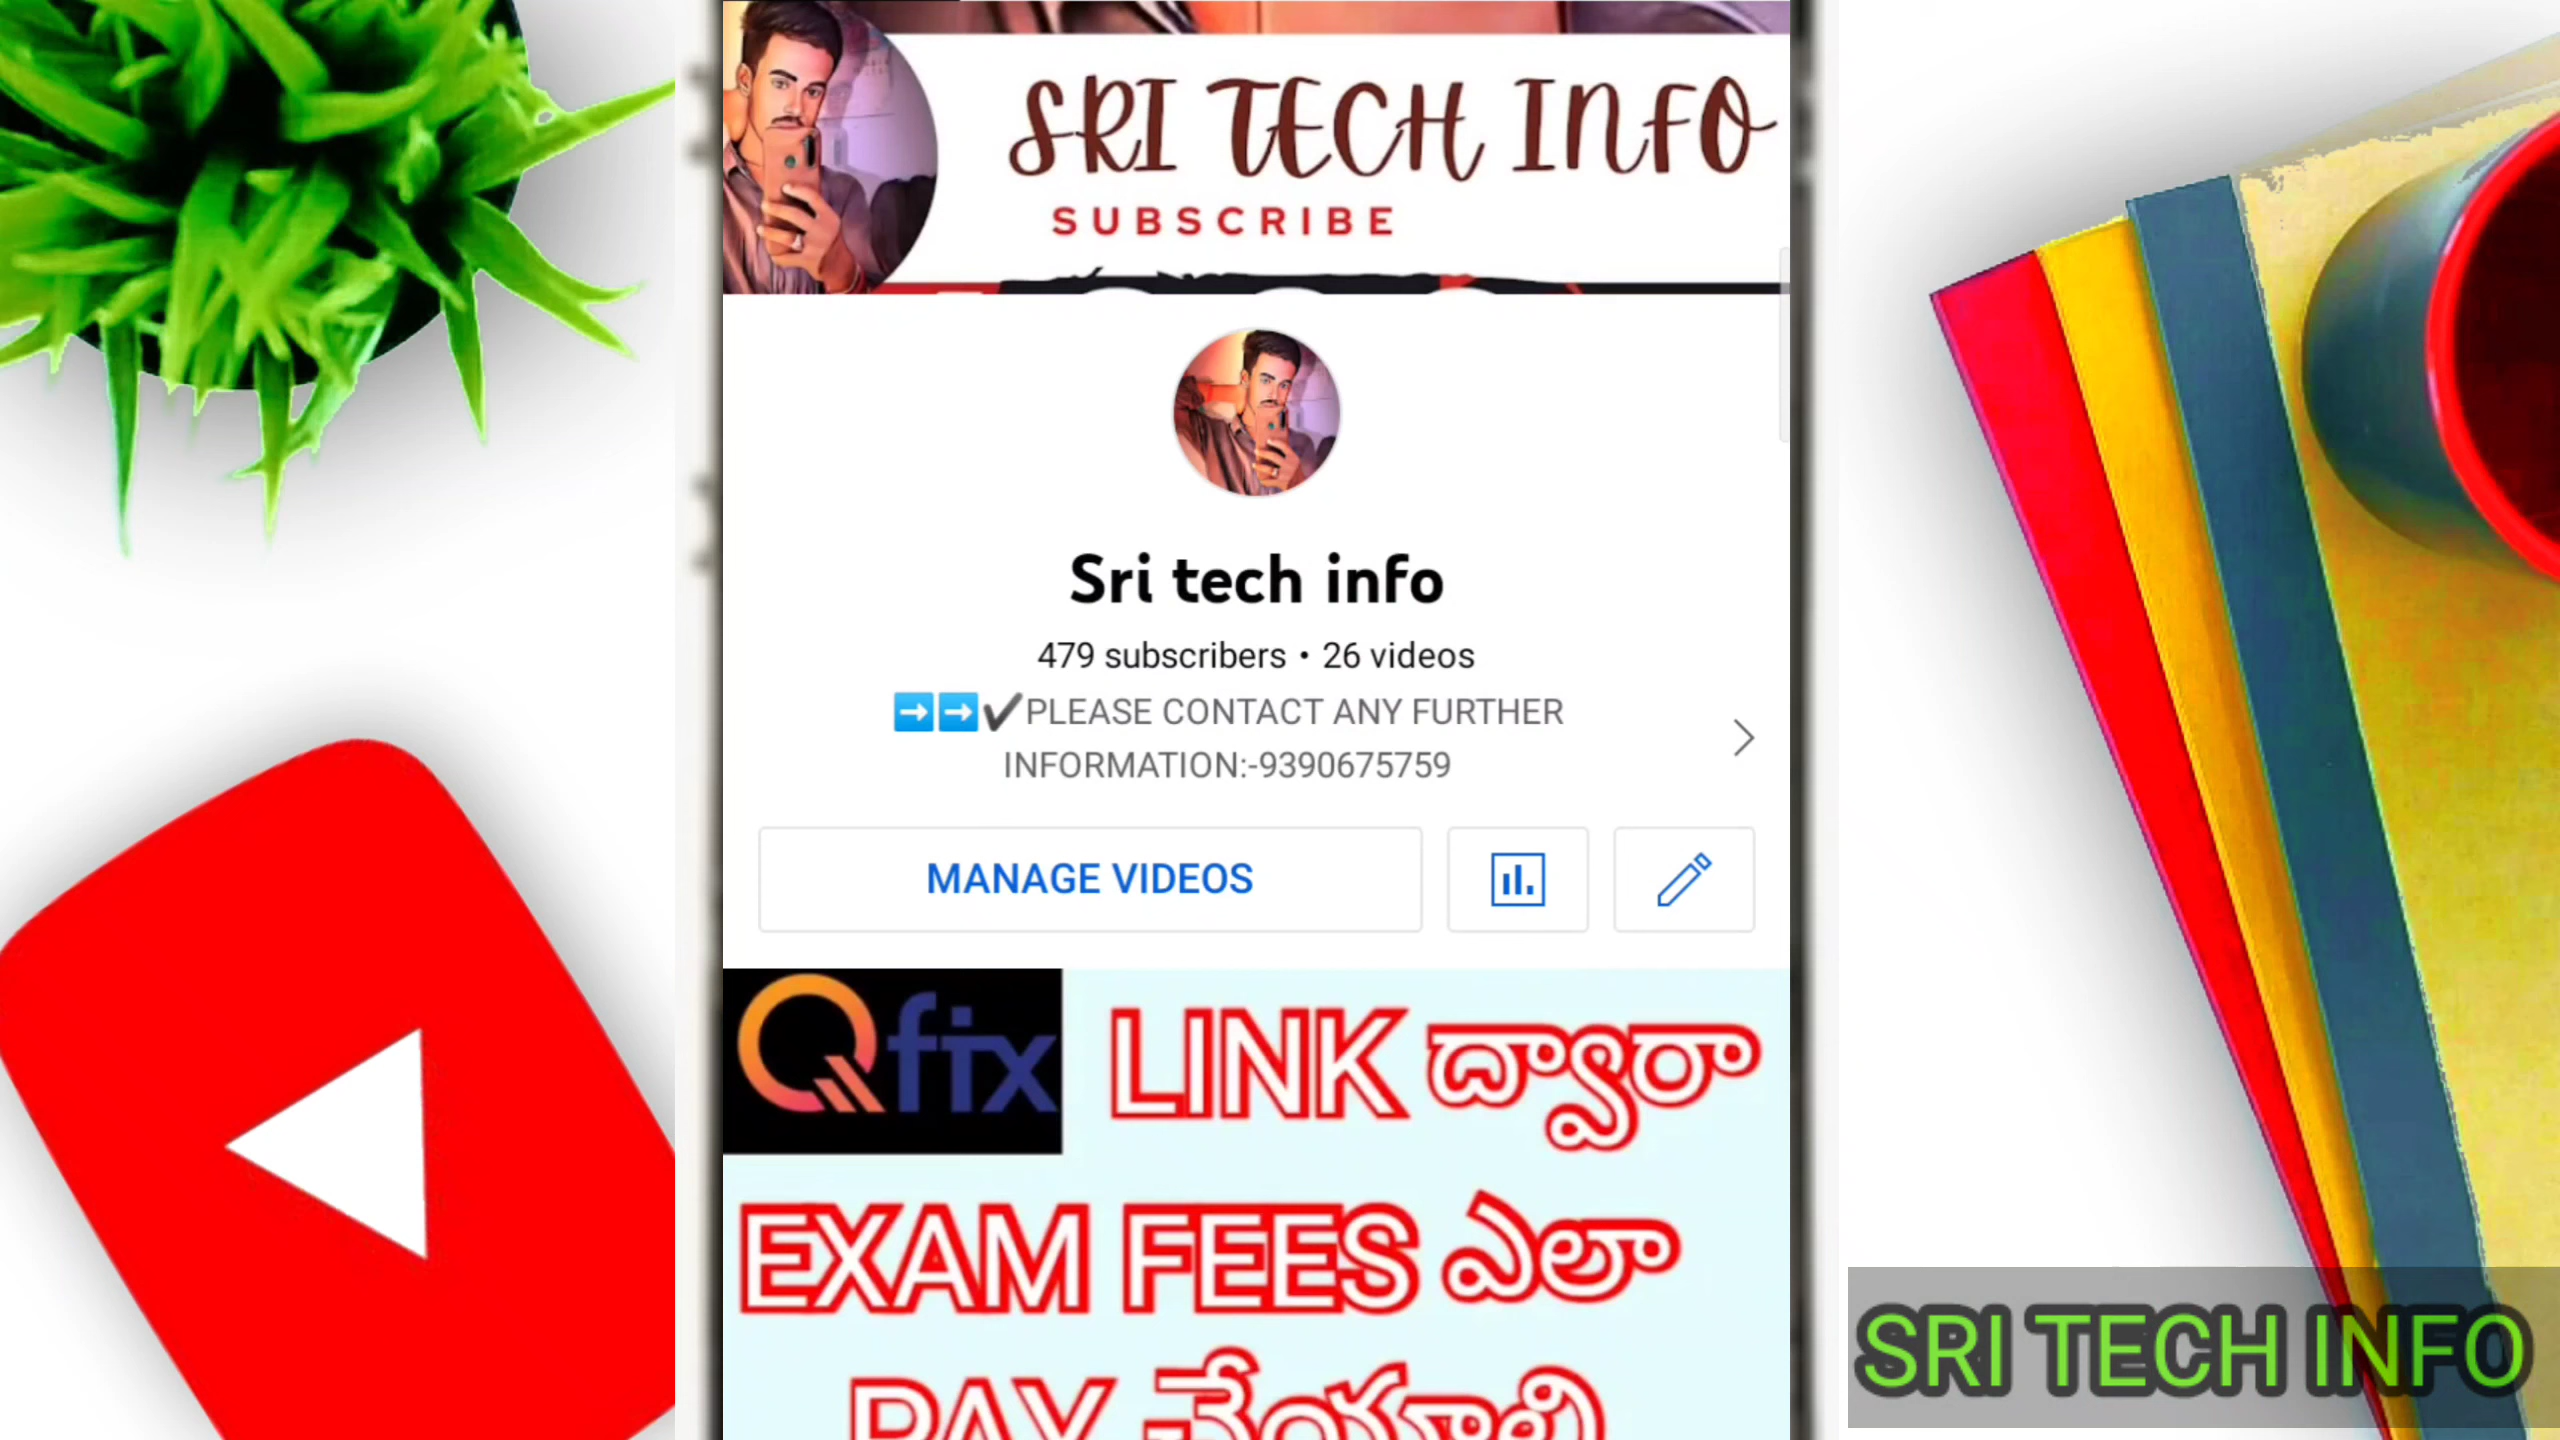 SRI TECH INFO
SUBSCRIBE
Sri tech info
479 subscribers • 26 videos
➡️➡️✔️PLEASE CONTACT ANY FURTHER
INFORMATION:-9390675759
MANAGE VIDEOS
Qfix LINK ద్వారా
EXAM FEES ఎలా
PAY చేయాలి
SRI TECH INFO